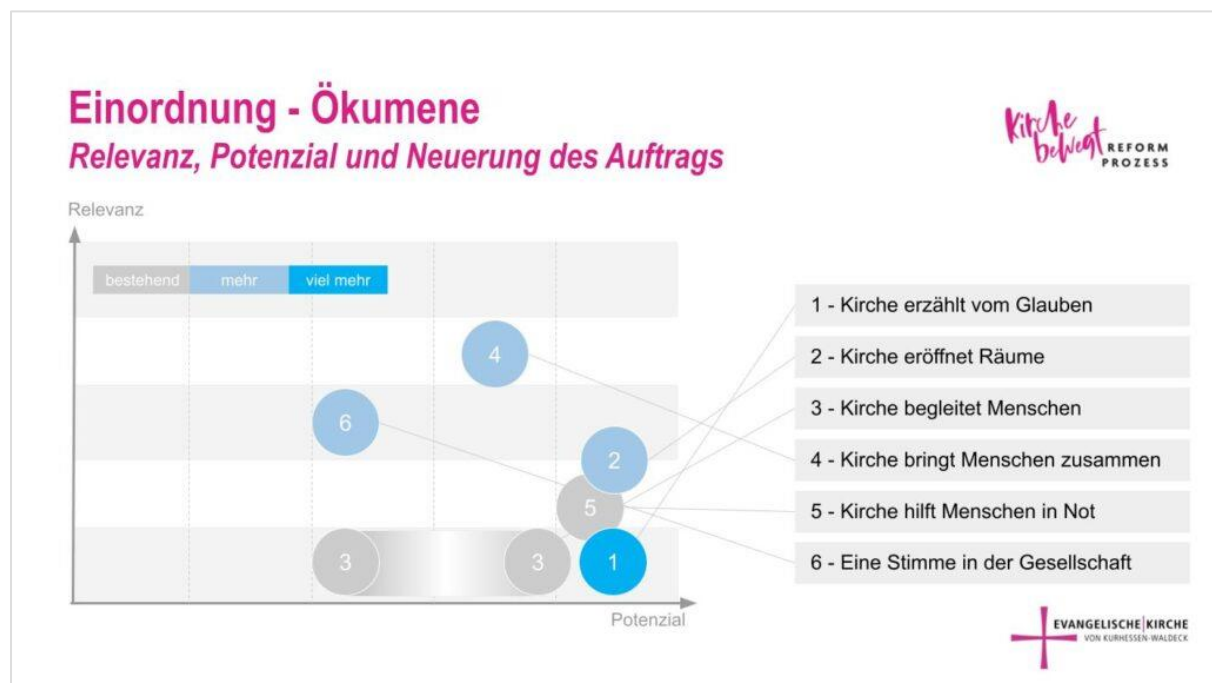 Einordnung - Ökumene
Relevanz, Potenzial und Neuerung des Auftrags
Kirche
bewegt REFORM
PROZESS
Relevanz
bestehend mehr viel mehr
4
6
2
5
3 3 1
Potenzial
1 - Kirche erzählt vom Glauben
2 - Kirche eröffnet Räume
3 - Kirche begleitet Menschen
4 - Kirche bringt Menschen zusammen
5 - Kirche hilft Menschen in Not
6 - Eine Stimme in der Gesellschaft
EVANGELISCHE KIRCHE
VON KURHESSEN-WALDECK